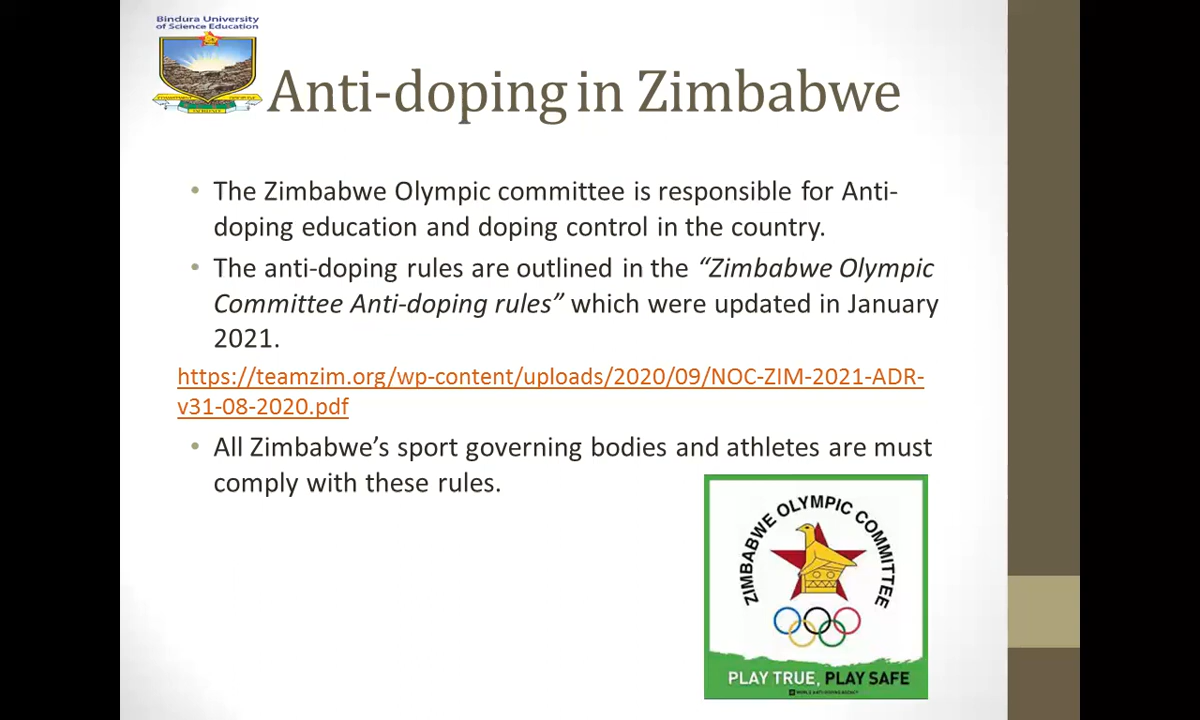 Bindura University
of Science Education
Anti-doping in Zimbabwe
• The Zimbabwe Olympic committee is responsible for Anti-
doping education and doping control in the country.
• The anti-doping rules are outlined in the “Zimbabwe Olympic
Committee Anti-doping rules” which were updated in January
2021.
https://teamzim.org/wp-content/uploads/2020/09/NOC-ZIM-2021-ADR-
v31-08-2020.pdf
• All Zimbabwe’s sport governing bodies and athletes are must
comply with these rules.
ZIMBABWE OLYMPIC COMMITTEE
PLAY TRUE, PLAY SAFE
WORLD ANTI-DOPING AGENCY